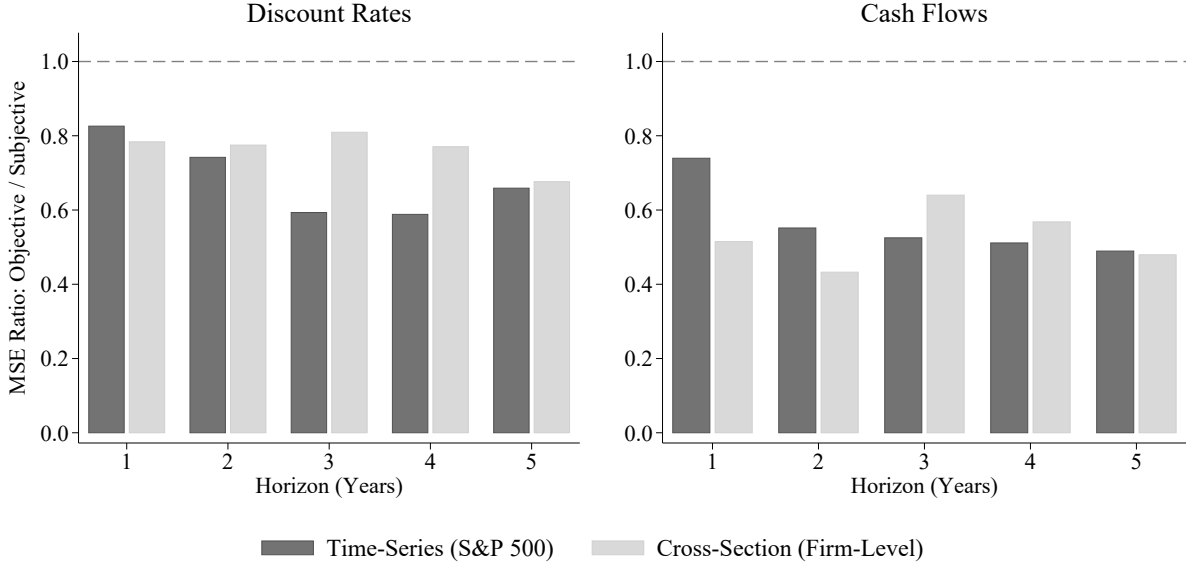 Discount Rates
MSE Ratio: Objective / Subjective
1.0
0.8
0.6
0.4
0.2
0.0
1 2 3 4 5
Horizon (Years)
Cash Flows
1.0
0.8
0.6
0.4
0.2
0.0
1 2 3 4 5
Horizon (Years)
Time-Series (S&P 500) Cross-Section (Firm-Level)